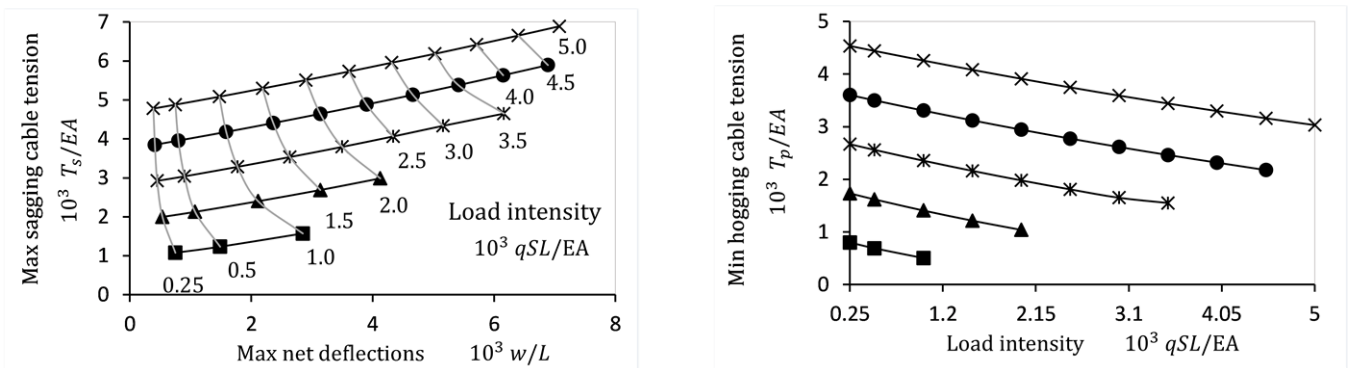 Max sagging cable tension
10³ Tₛ/EA
7
6
5
4
3
2
1
0
0 2 4 6 8
Max net deflections 10³ w/L
5.0
4.5
4.0
3.5
3.0
2.5
2.0
1.5
1.0
0.5
0.25
Load intensity
10³ qSL/EA
Min hogging cable tension
10³ Tₚ/EA
5
4
3
2
1
0
0.25 1.2 2.15 3.1 4.05 5
Load intensity 10³ qSL/EA